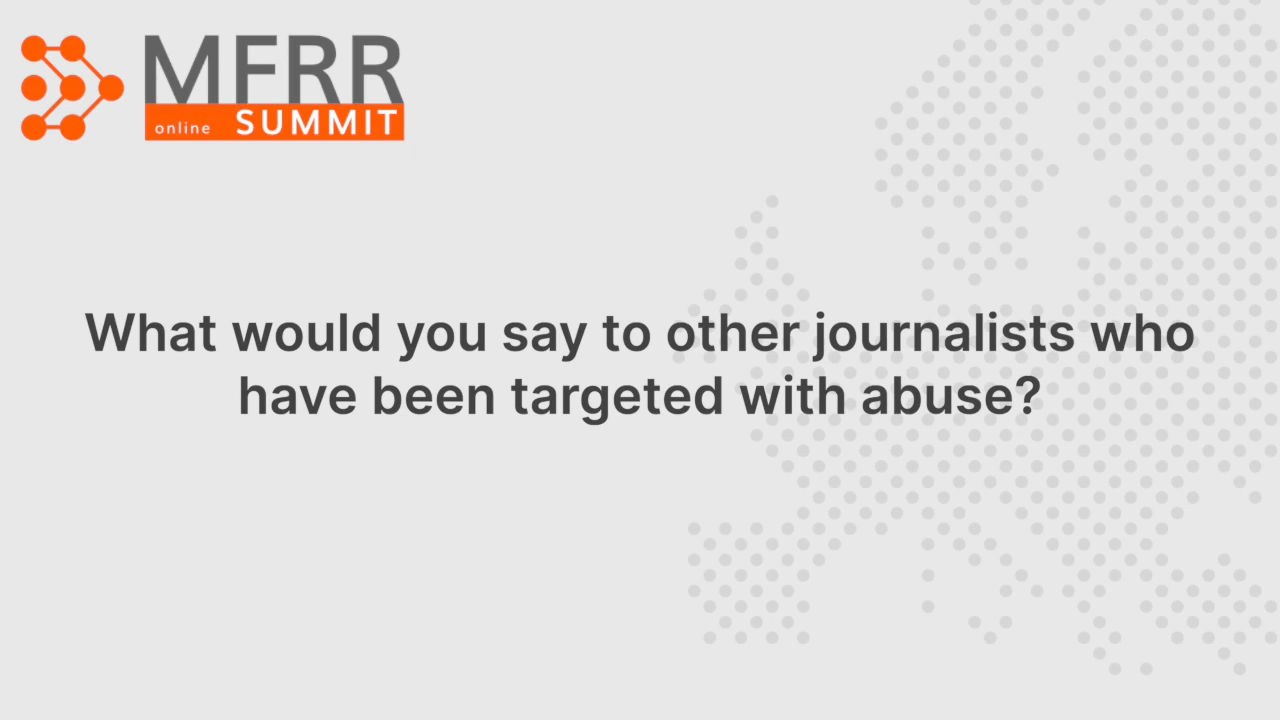 MFRR
online SUMMIT
What would you say to other journalists who
have been targeted with abuse?